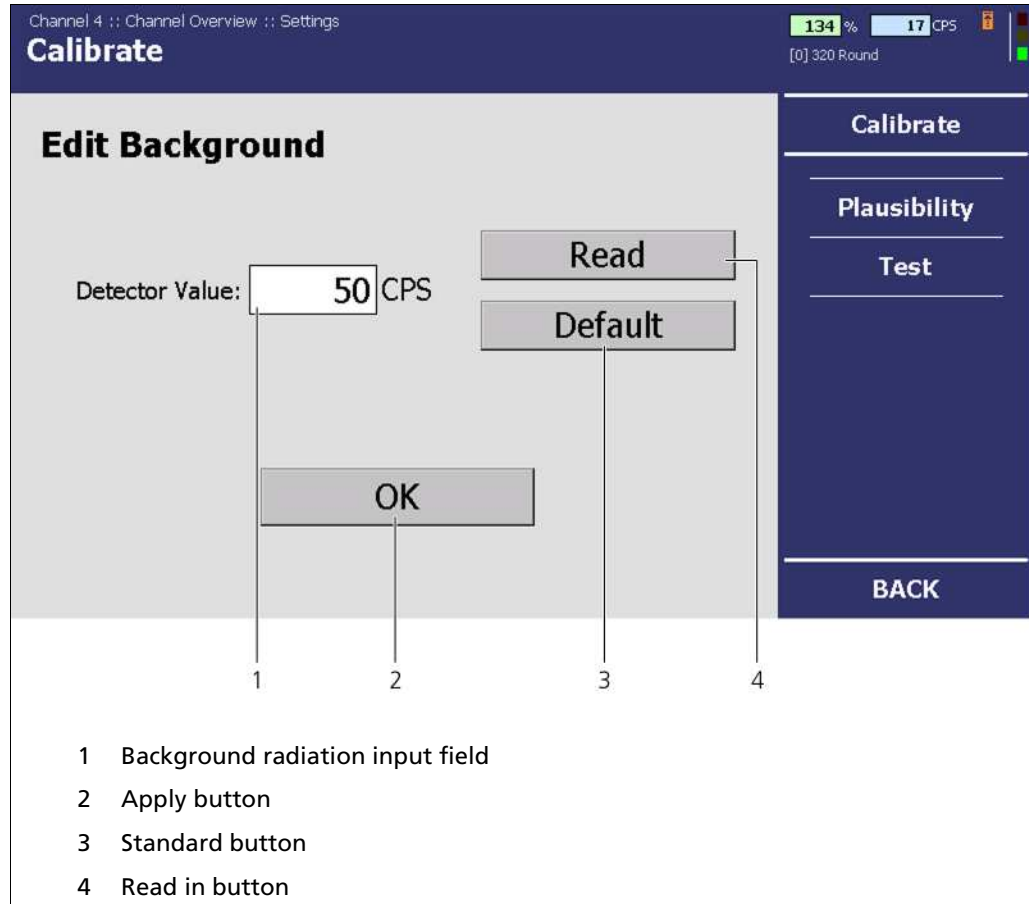 Channel 4 :: Channel Overview :: Settings
Calibrate
134 % 17 CPS
[0] 320 Round
Edit Background
Detector Value: 50 CPS
Read
Default
OK
Calibrate
Plausibility
Test
BACK
1 2 3 4
1 Background radiation input field
2 Apply button
3 Standard button
4 Read in button